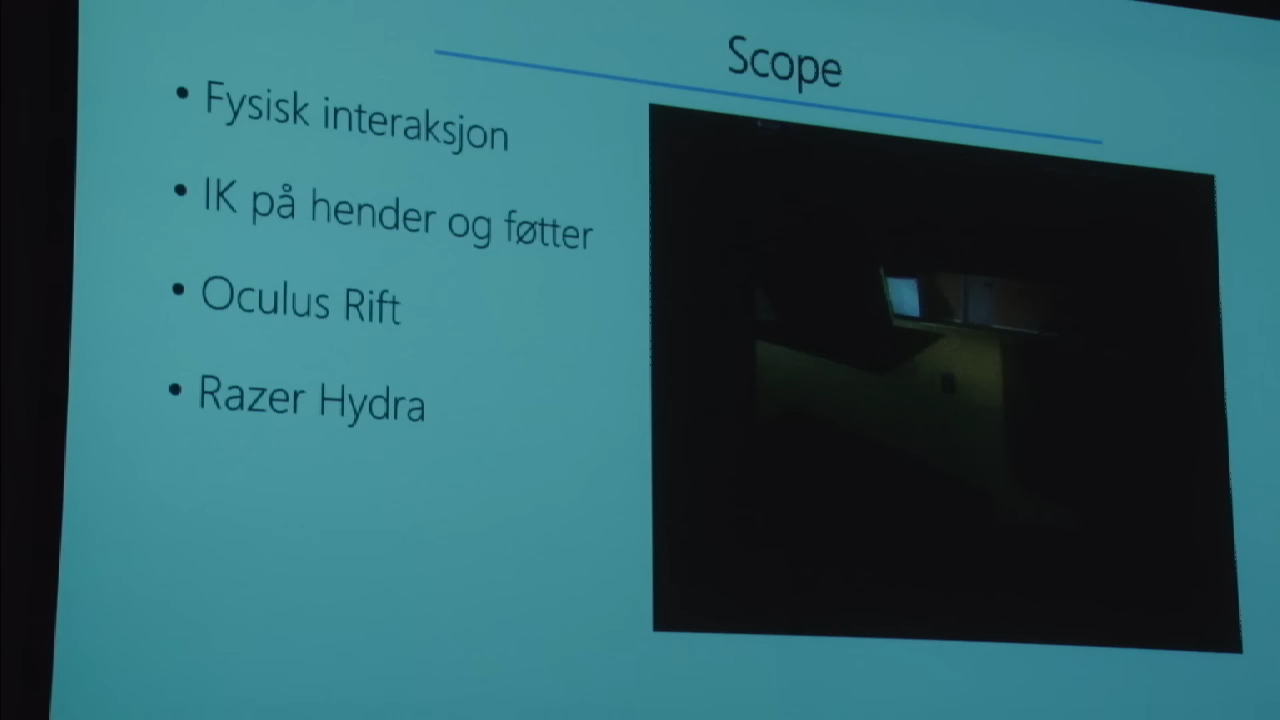 Scope
• Fysisk interaksjon
• IK på hender og føtter
• Oculus Rift
• Razer Hydra